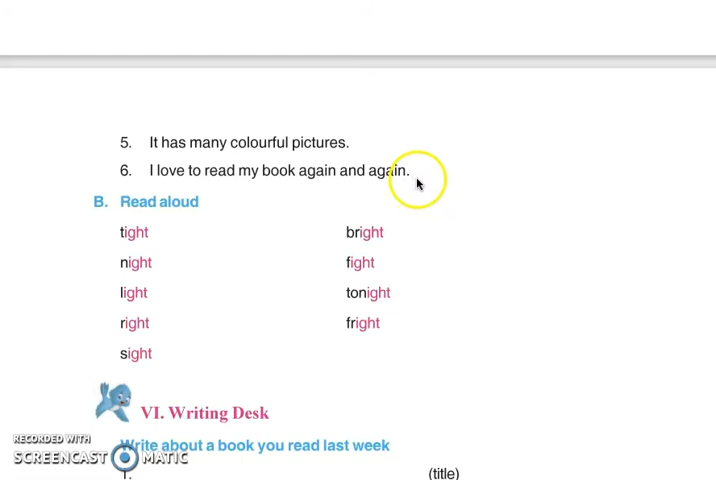 5. It has many colourful pictures.
6. I love to read my book again and again.
B. Read aloud
tight bright
night fight
light tonight
right fright
sight
VI. Writing Desk
Write about a book you read last week
1. (title)
RECORDED WITH
SCREENCAST MATIC